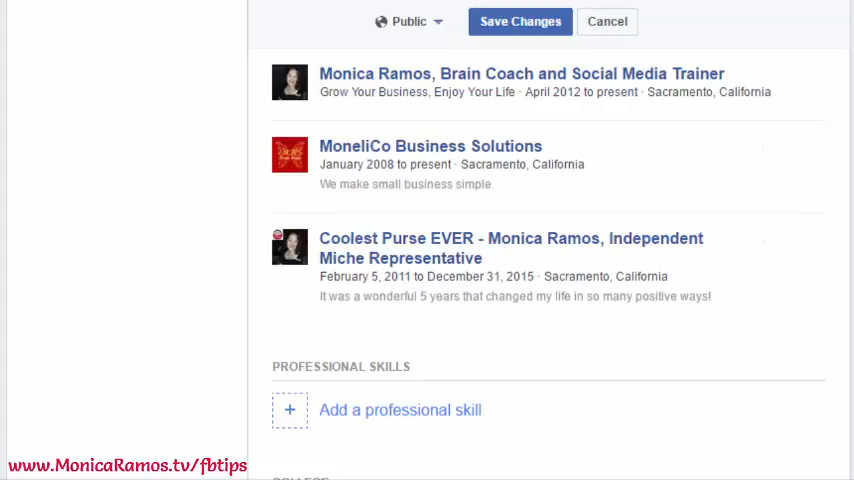 Public
Save Changes
Cancel
Monica Ramos, Brain Coach and Social Media Trainer
Grow Your Business, Enjoy Your Life · April 2012 to present · Sacramento, California
MoneliCo Business Solutions
January 2008 to present · Sacramento, California
We make small business simple.
Coolest Purse EVER - Monica Ramos, Independent
Miche Representative
February 5, 2011 to December 31, 2015 · Sacramento, California
It was a wonderful 5 years that changed my life in so many positive ways!
PROFESSIONAL SKILLS
+ Add a professional skill
www.MonicaRamos.tv/fbtips